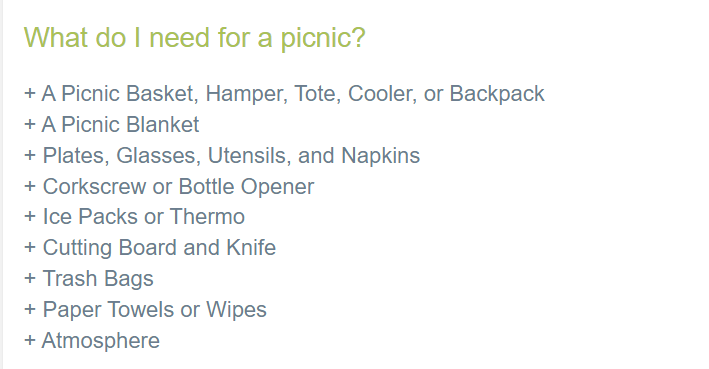 What do I need for a picnic?
+ A Picnic Basket, Hamper, Tote, Cooler, or Backpack
+ A Picnic Blanket
+ Plates, Glasses, Utensils, and Napkins
+ Corkscrew or Bottle Opener
+ Ice Packs or Thermo
+ Cutting Board and Knife
+ Trash Bags
+ Paper Towels or Wipes
+ Atmosphere